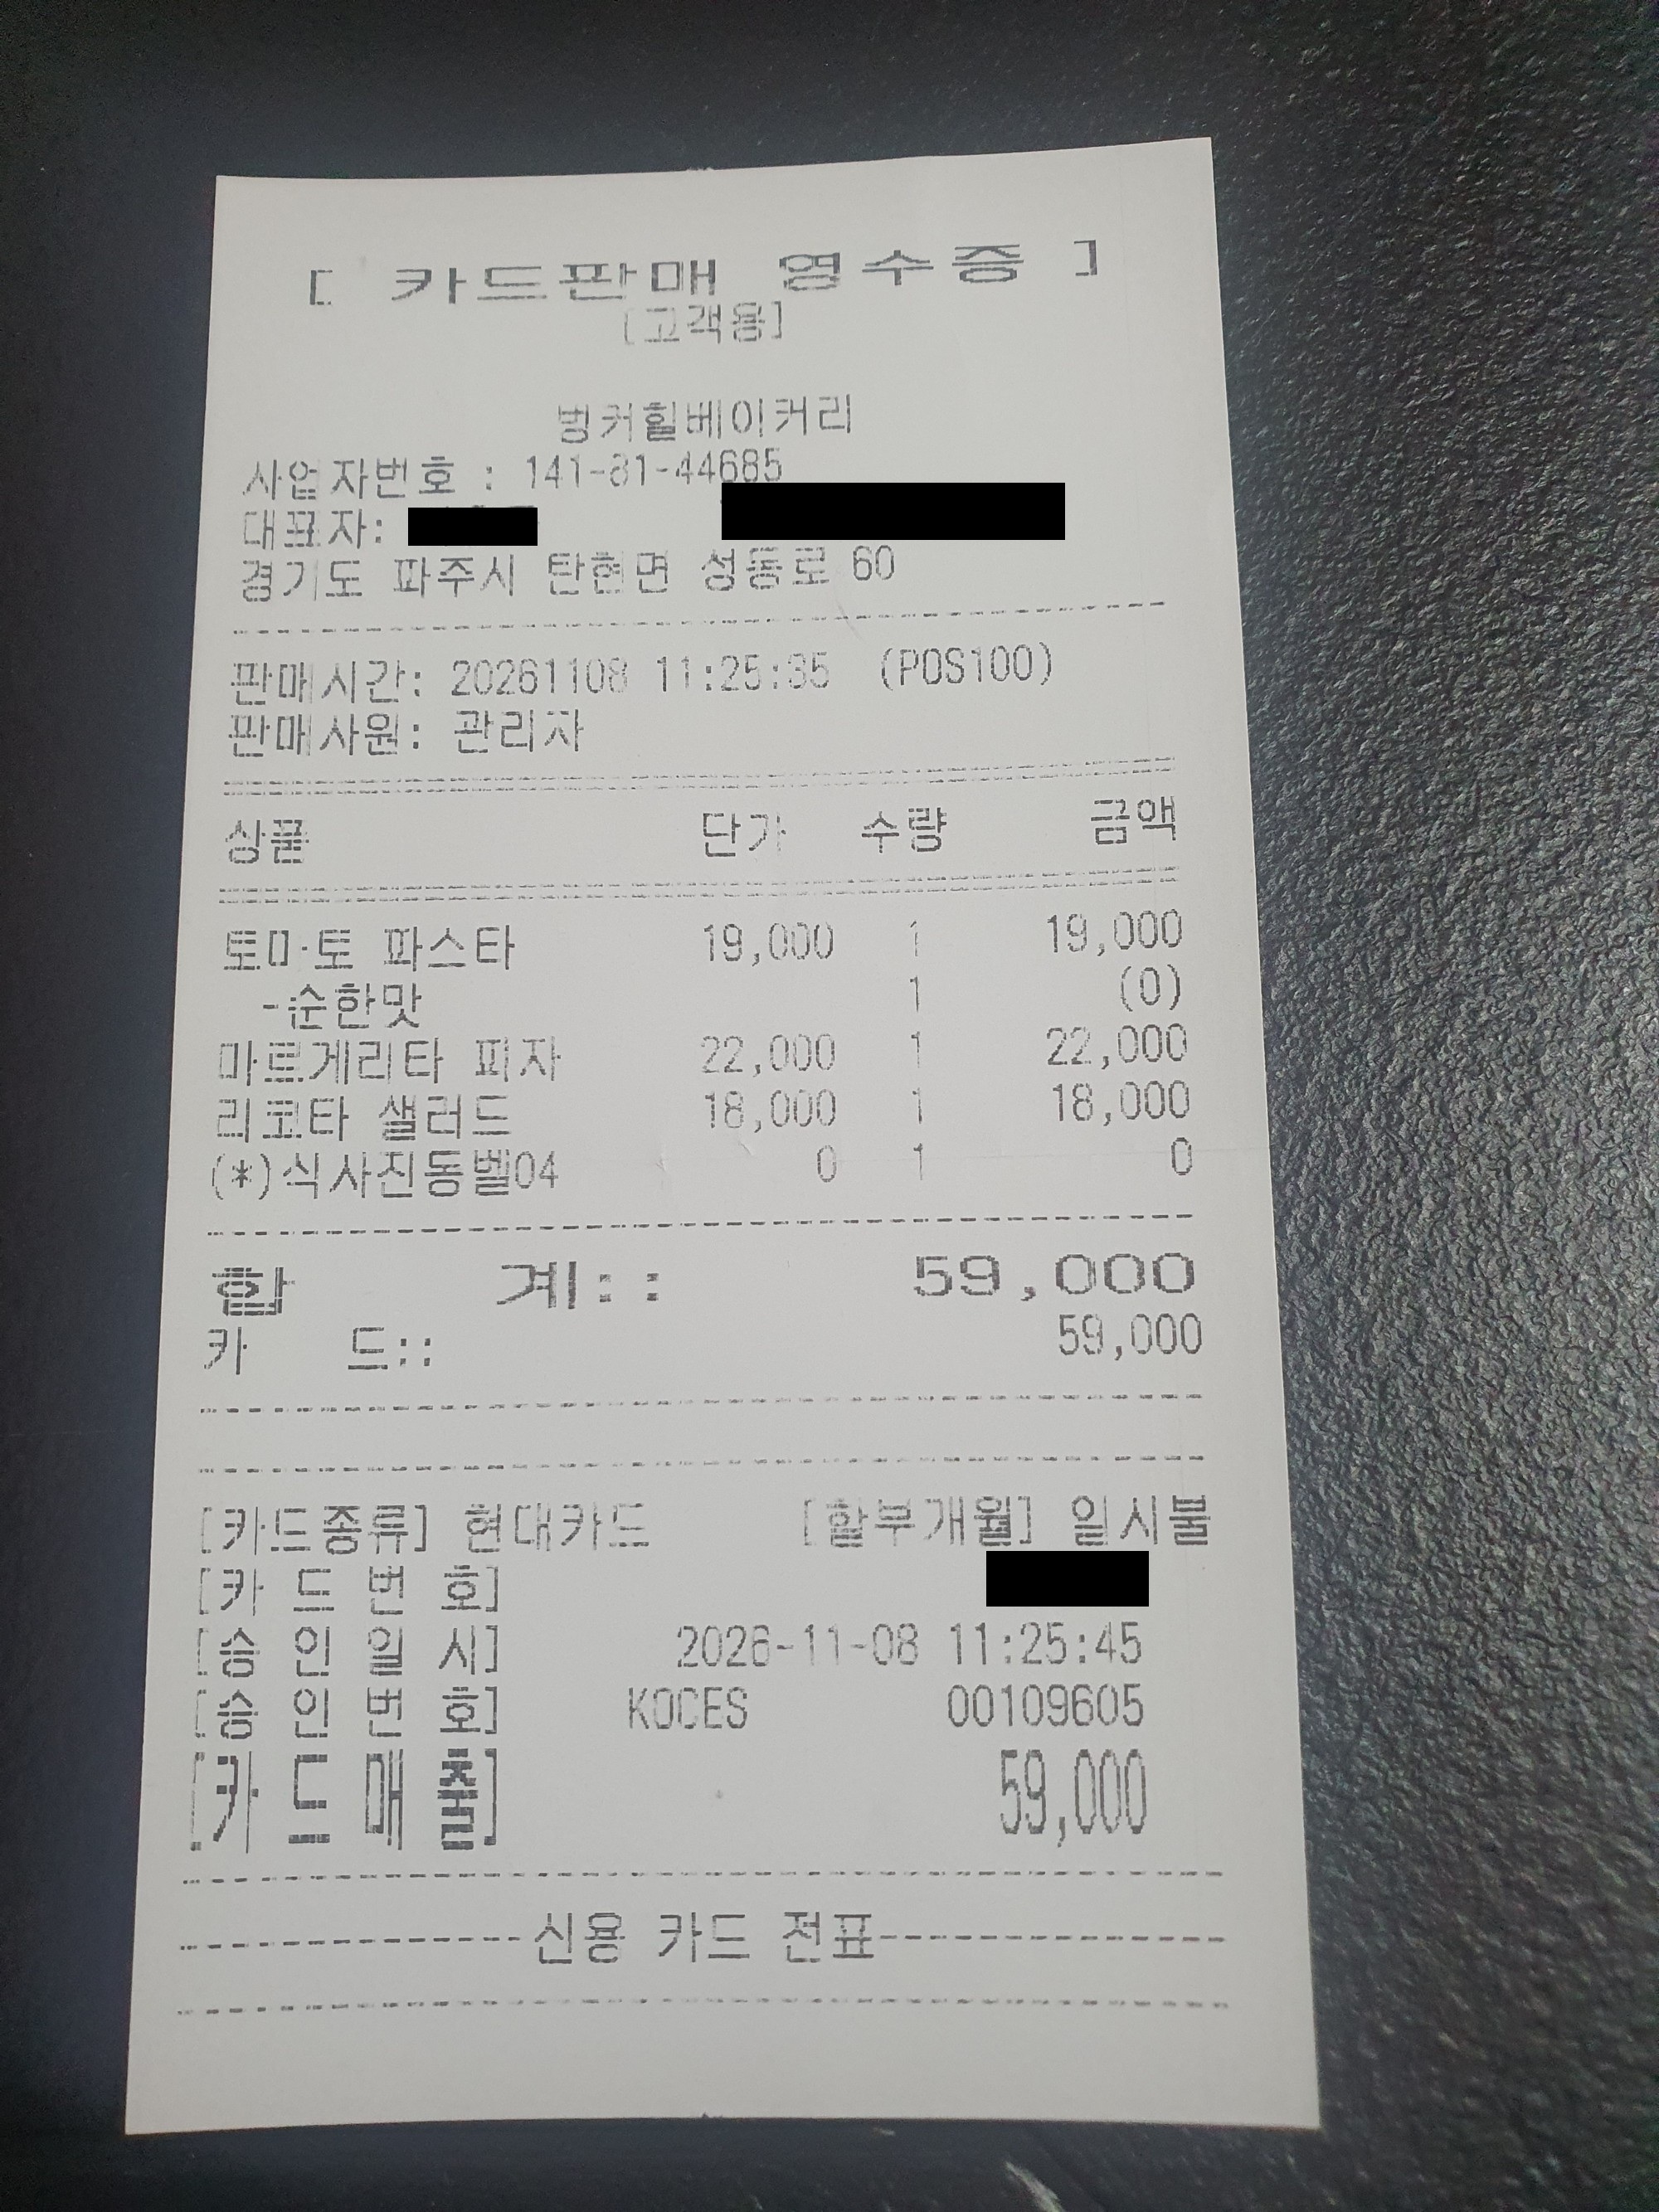 [ 카드판매 영수증 ]
[고객용]
벙커힐베이커리
사업자번호 : 141-81-44685
대표자:
경기도 파주시 탄현면 성동로 60
판매시간: 20261108 11:25:35 (POS100)
판매사원: 관리자
상품 단가 수량 금액
토마토 파스타 19,000 1 19,000
-순한맛 1 (0)
마르게리타 피자 22,000 1 22,000
리코타 샐러드 18,000 1 18,000
(*)식사진동벨04 0 1 0
합 계:: 59,000
카 드:: 59,000
[카드종류] 현대카드 [할부개월] 일시불
[카 드 번 호]
[승 인 일 시] 2026-11-08 11:25:45
[승 인 번 호] KOCES 00109605
[카 드 매 출] 59,000
--------------신용 카드 전표--------------